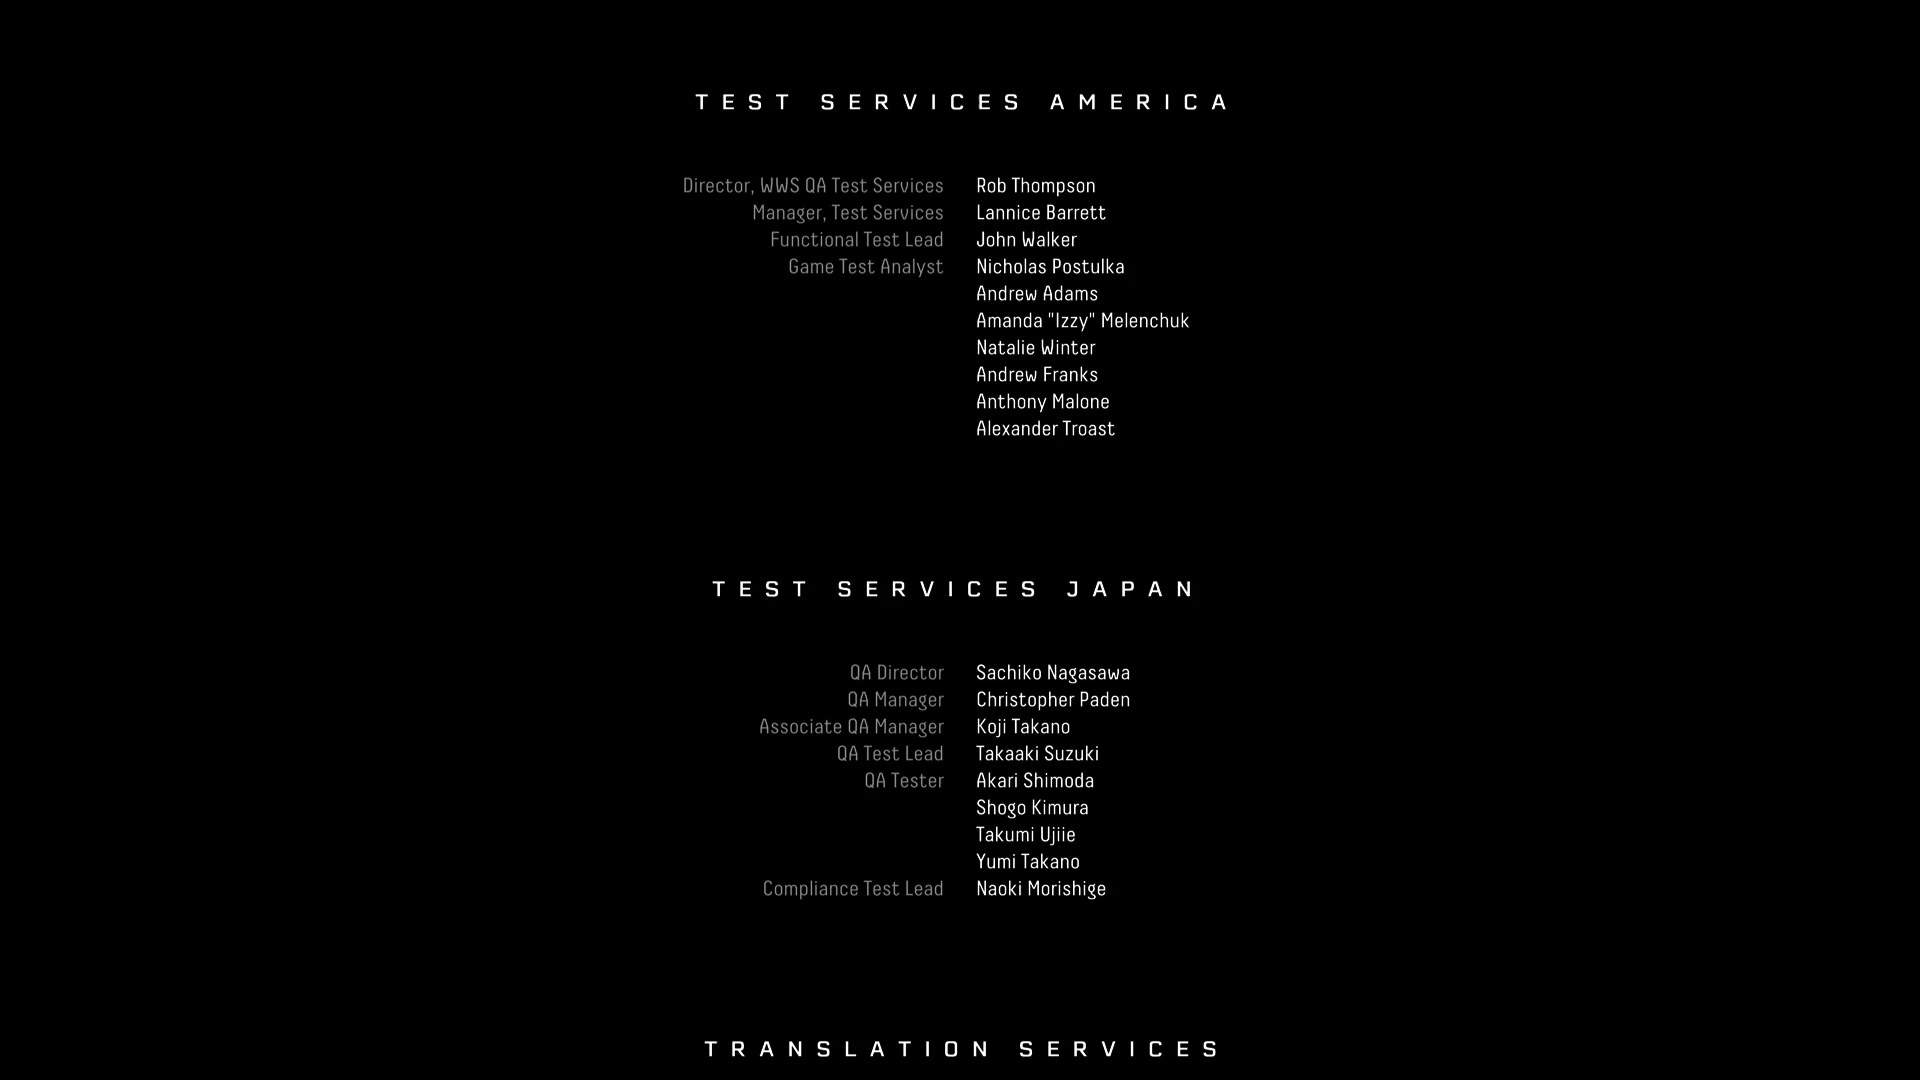 TEST SERVICES AMERICA
Director, WWS QA Test Services Rob Thompson
Manager, Test Services Lannice Barrett
Functional Test Lead John Walker
Game Test Analyst Nicholas Postulka
Andrew Adams
Amanda "Izzy" Melenchuk
Natalie Winter
Andrew Franks
Anthony Malone
Alexander Troast
TEST SERVICES JAPAN
QA Director Sachiko Nagasawa
QA Manager Christopher Paden
Associate QA Manager Koji Takano
QA Test Lead Takaaki Suzuki
QA Tester Akari Shimoda
Shogo Kimura
Takumi Ujiie
Yumi Takano
Compliance Test Lead Naoki Morishige
TRANSLATION SERVICES